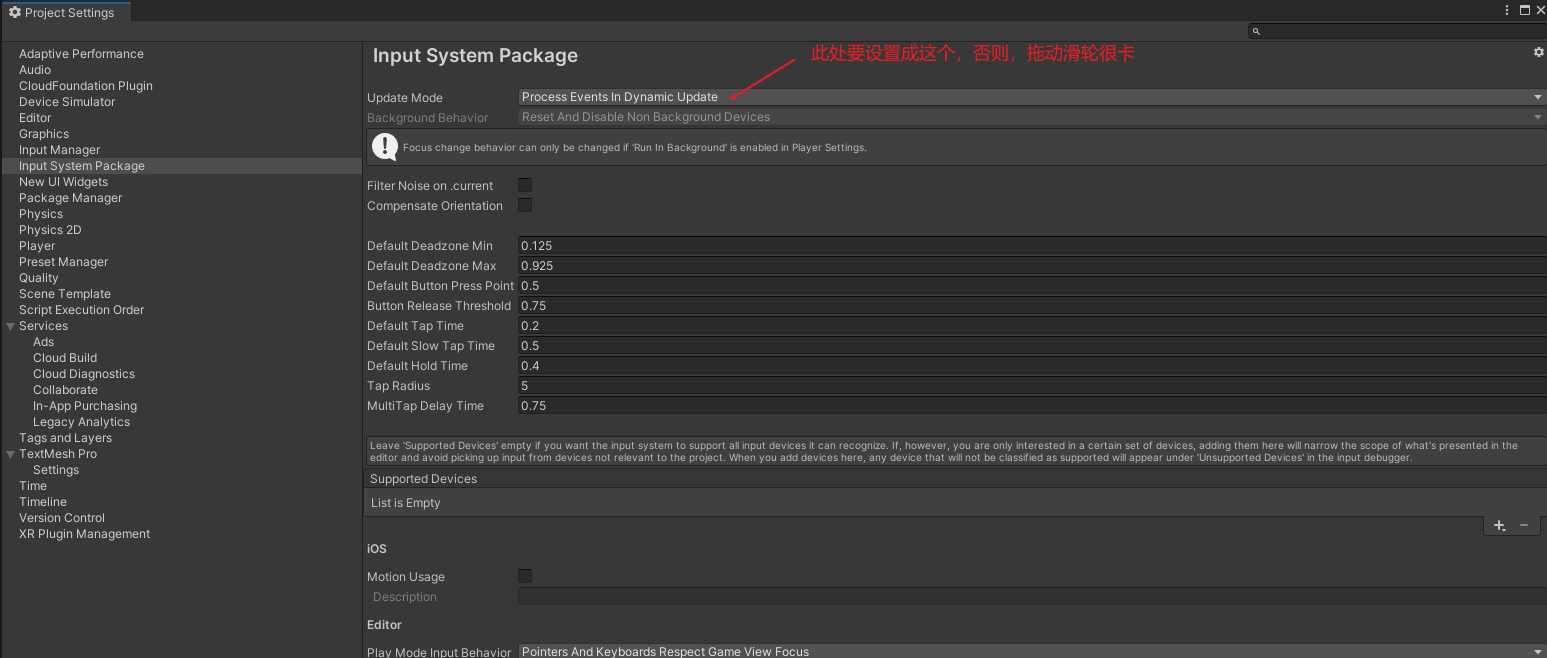 Project Settings
Adaptive Performance
Audio
CloudFoundation Plugin
Device Simulator
Editor
Graphics
Input Manager
Input System Package
New UI Widgets
Package Manager
Physics
Physics 2D
Player
Preset Manager
Quality
Scene Template
Script Execution Order
Services
Ads
Cloud Build
Cloud Diagnostics
Collaborate
In-App Purchasing
Legacy Analytics
Tags and Layers
TextMesh Pro
Settings
Time
Timeline
Version Control
XR Plugin Management
Input System Package
此处要设置成这个，否则，拖动滑轮很卡
Update Mode Process Events In Dynamic Update
Background Behavior Reset And Disable Non Background Devices
Focus change behavior can only be changed if 'Run In Background' is enabled in Player Settings.
Filter Noise on .current
Compensate Orientation
Default Deadzone Min 0.125
Default Deadzone Max 0.925
Default Button Press Point 0.5
Button Release Threshold 0.75
Default Tap Time 0.2
Default Slow Tap Time 0.5
Default Hold Time 0.4
Tap Radius 5
MultiTap Delay Time 0.75
Leave 'Supported Devices' empty if you want the input system to support all input devices it can recognize. If, however, you are only interested in a certain set of devices, adding them here will narrow the scope of what's presented in the
editor and avoid picking up input from devices not relevant to the project. When you add devices here, any device that will not be classified as supported will appear under 'Unsupported Devices' in the input debugger.
Supported Devices
List is Empty
iOS
Motion Usage
Description
Editor
Play Mode Input Behavior Pointers And Keyboards Respect Game View Focus